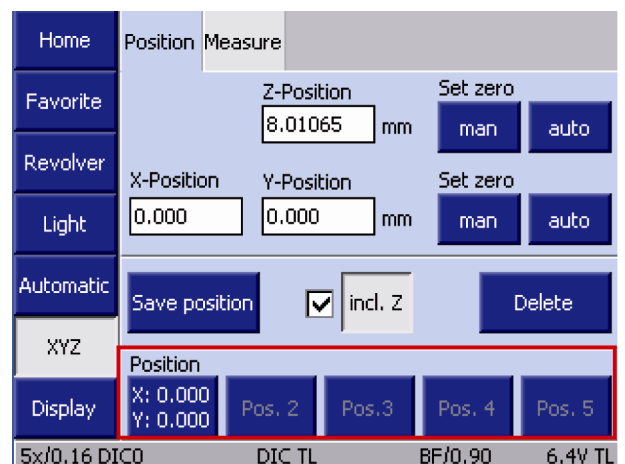 Home
Favorite
Revolver
Light
Automatic
XYZ
Display
Position Measure
Z-Position Set zero
8.01065 mm man auto
X-Position Y-Position Set zero
0.000 0.000 mm man auto
Save position incl. Z Delete
Position
X: 0.000
Y: 0.000
Pos. 2 Pos.3 Pos. 4 Pos. 5
5x/0.16 DIC0 DIC TL BF/0.90 6.4V TL